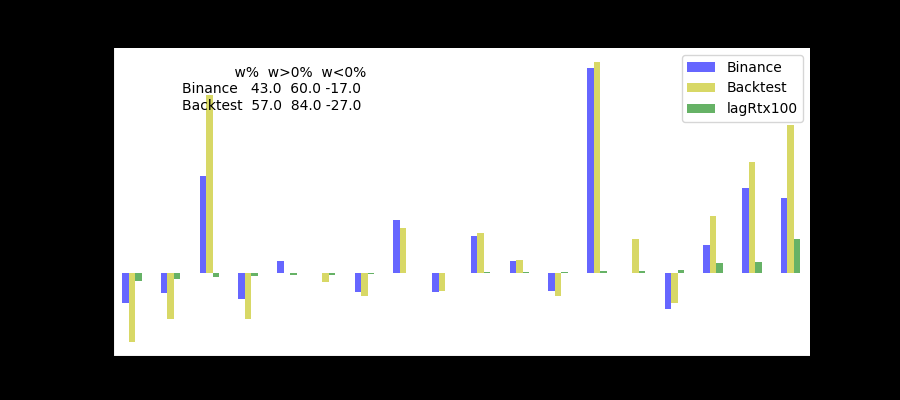 w%  w>0%  w<0%
Binance   43.0  60.0 -17.0
Backtest  57.0  84.0 -27.0
Binance
Backtest
lagRtx100